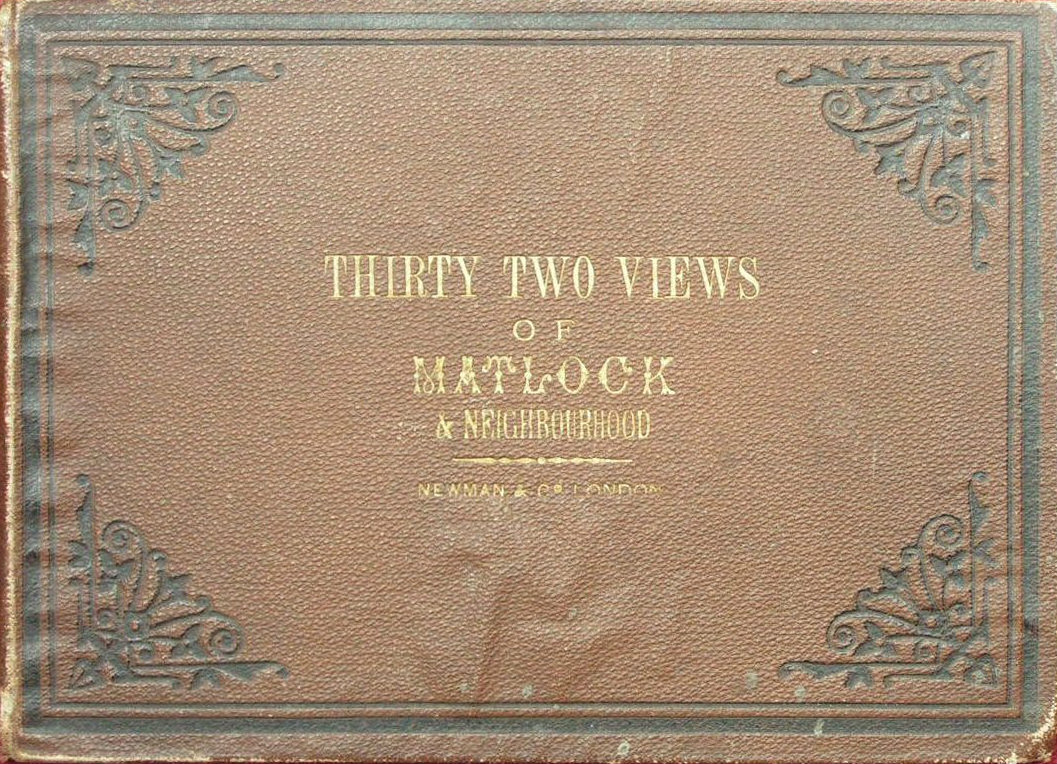 THIRTY TWO VIEWS
OF
MATLOCK
& NEIGHBOURHOOD
NEWMAN & Co. LONDON